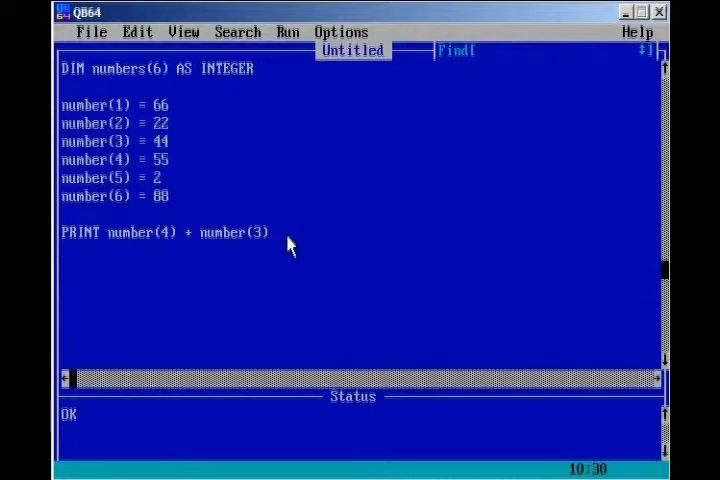 QB64
File Edit View Search Run Options Help
Untitled Find[ ]
DIM numbers(6) AS INTEGER
number(1) = 66
number(2) = 22
number(3) = 44
number(4) = 55
number(5) = 2
number(6) = 88
PRINT number(4) + number(3)
Status
OK
10:30